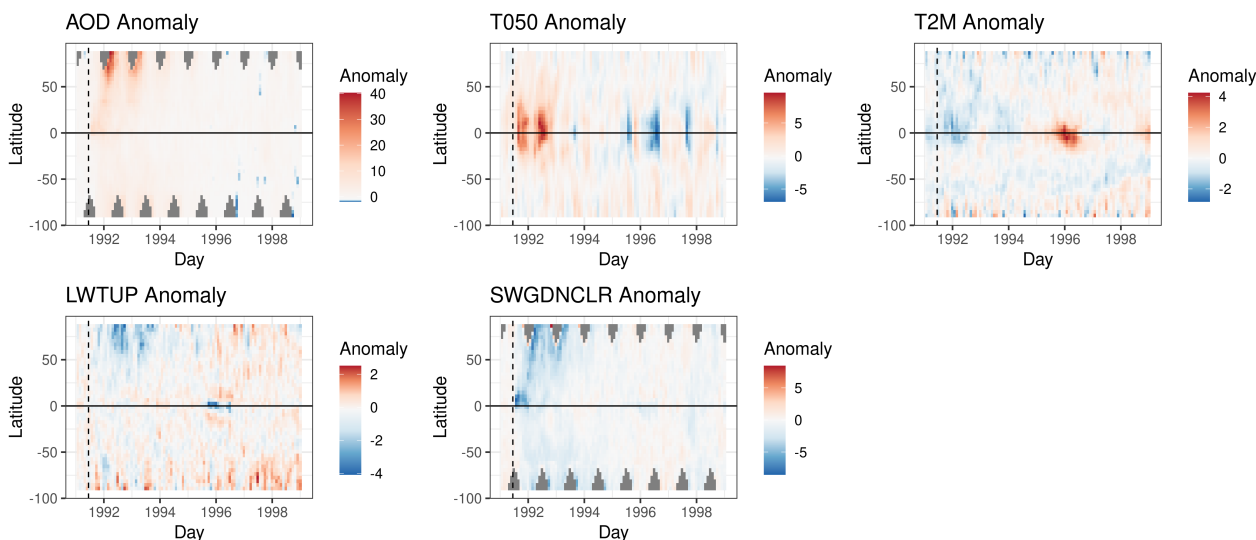 AOD Anomaly
Latitude
50
0
-50
-100
1992
1994
1996
1998
Day
Anomaly
40
30
20
10
0
T050 Anomaly
Latitude
50
0
-50
-100
1992
1994
1996
1998
Day
Anomaly
5
0
-5
T2M Anomaly
Latitude
50
0
-50
-100
1992
1994
1996
1998
Day
Anomaly
4
2
0
-2
LWTUP Anomaly
Latitude
50
0
-50
-100
1992
1994
1996
1998
Day
Anomaly
2
0
-2
-4
SWGDNCLR Anomaly
Latitude
50
0
-50
-100
1992
1994
1996
1998
Day
Anomaly
5
0
-5